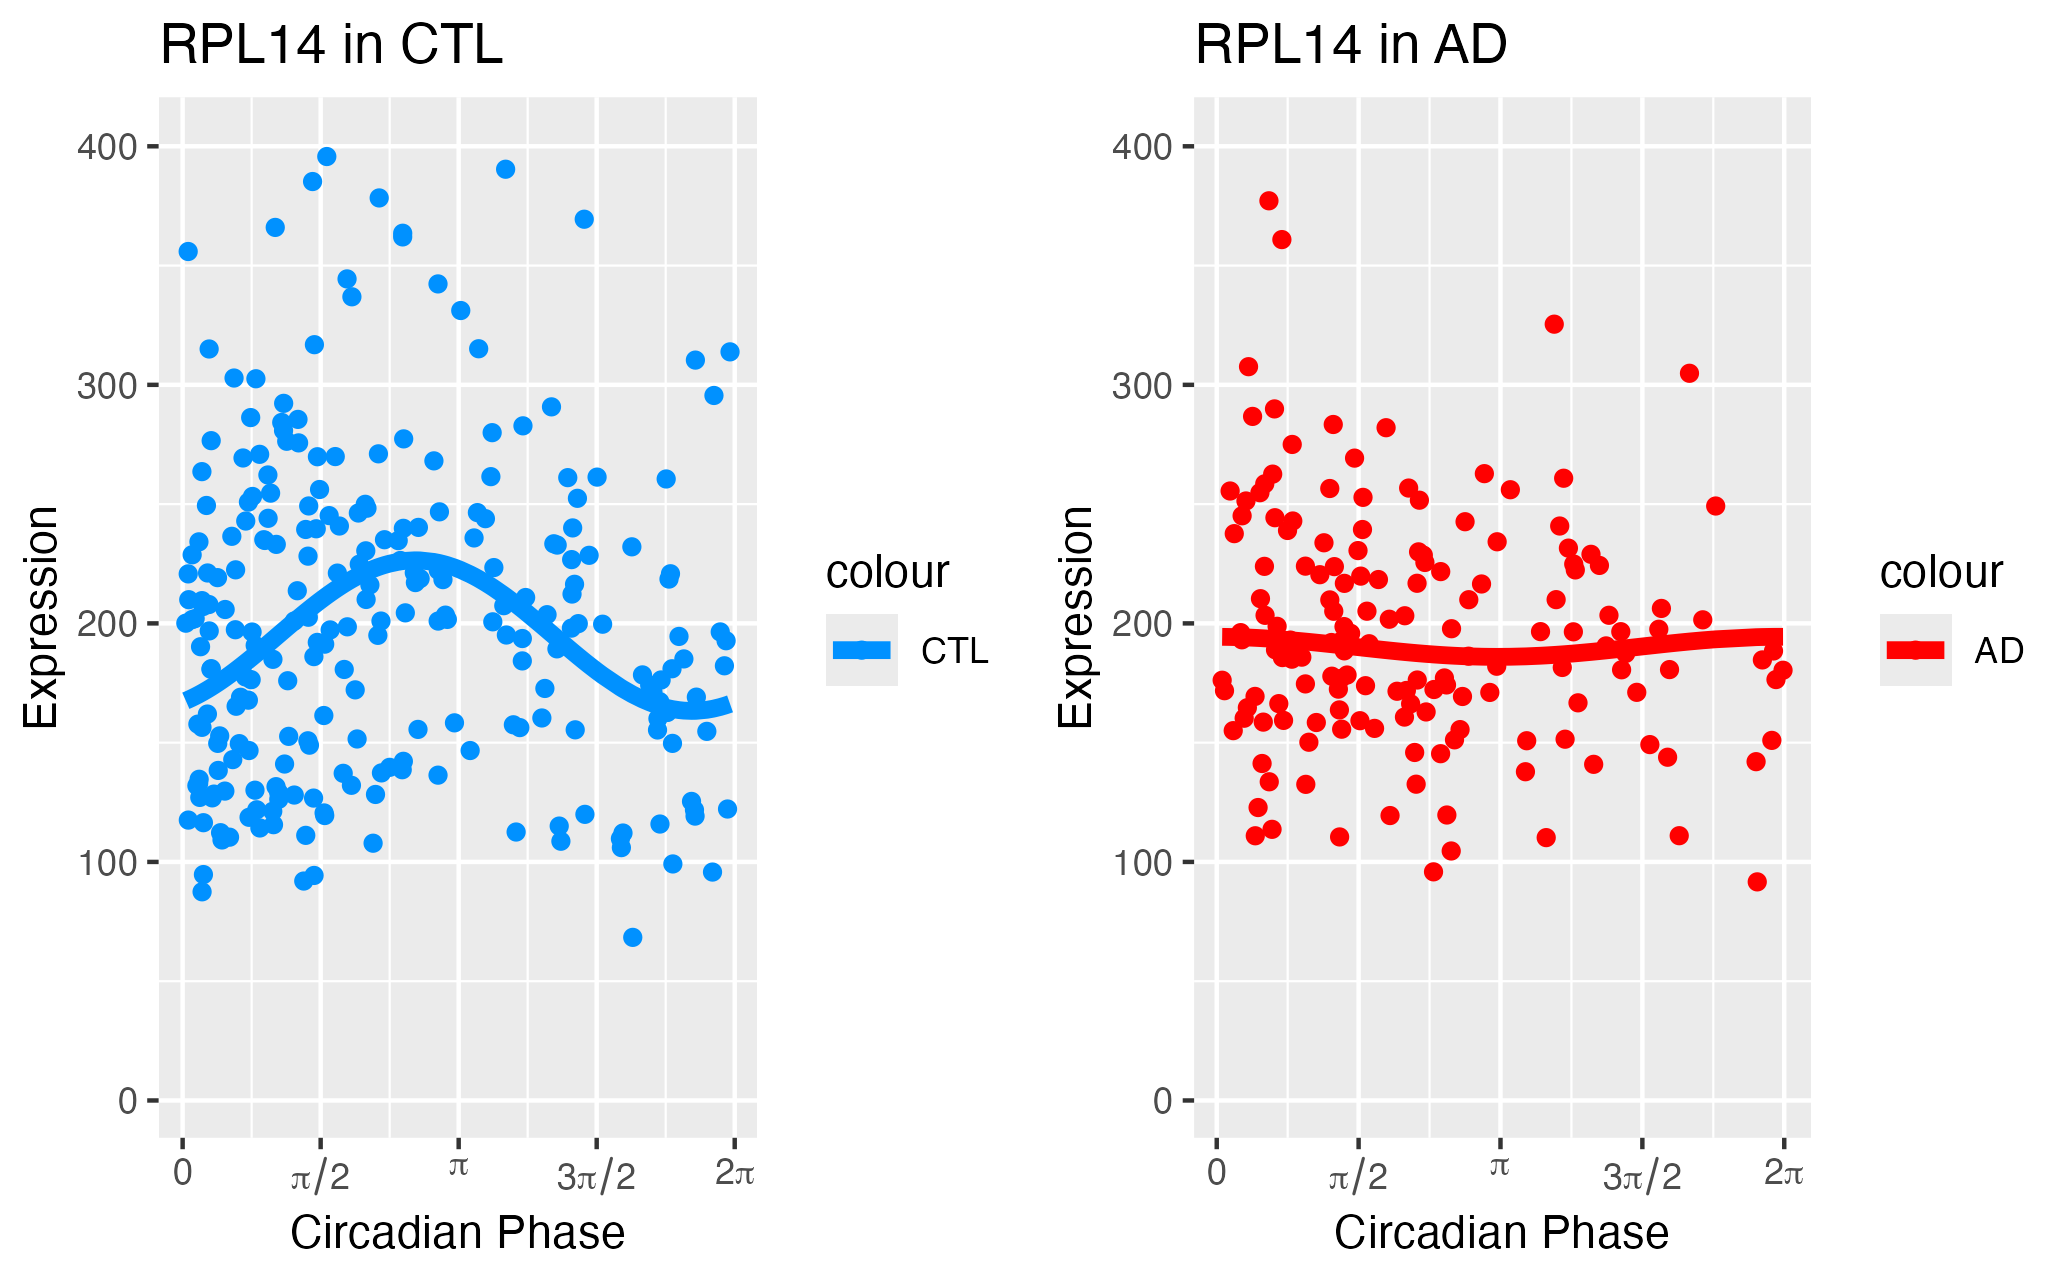 RPL14 in CTL
Expression
400
300
200
100
0
0 π/2 π 3π/2 2π
Circadian Phase
colour
CTL
RPL14 in AD
Expression
400
300
200
100
0
0 π/2 π 3π/2 2π
Circadian Phase
colour
AD